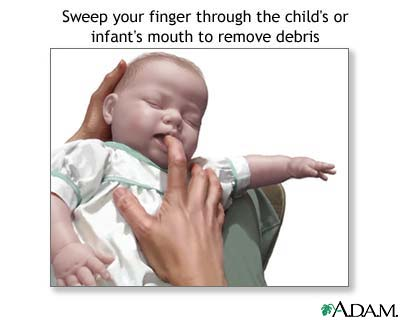 Sweep your finger through the child's or
infant's mouth to remove debris
A.D.A.M.